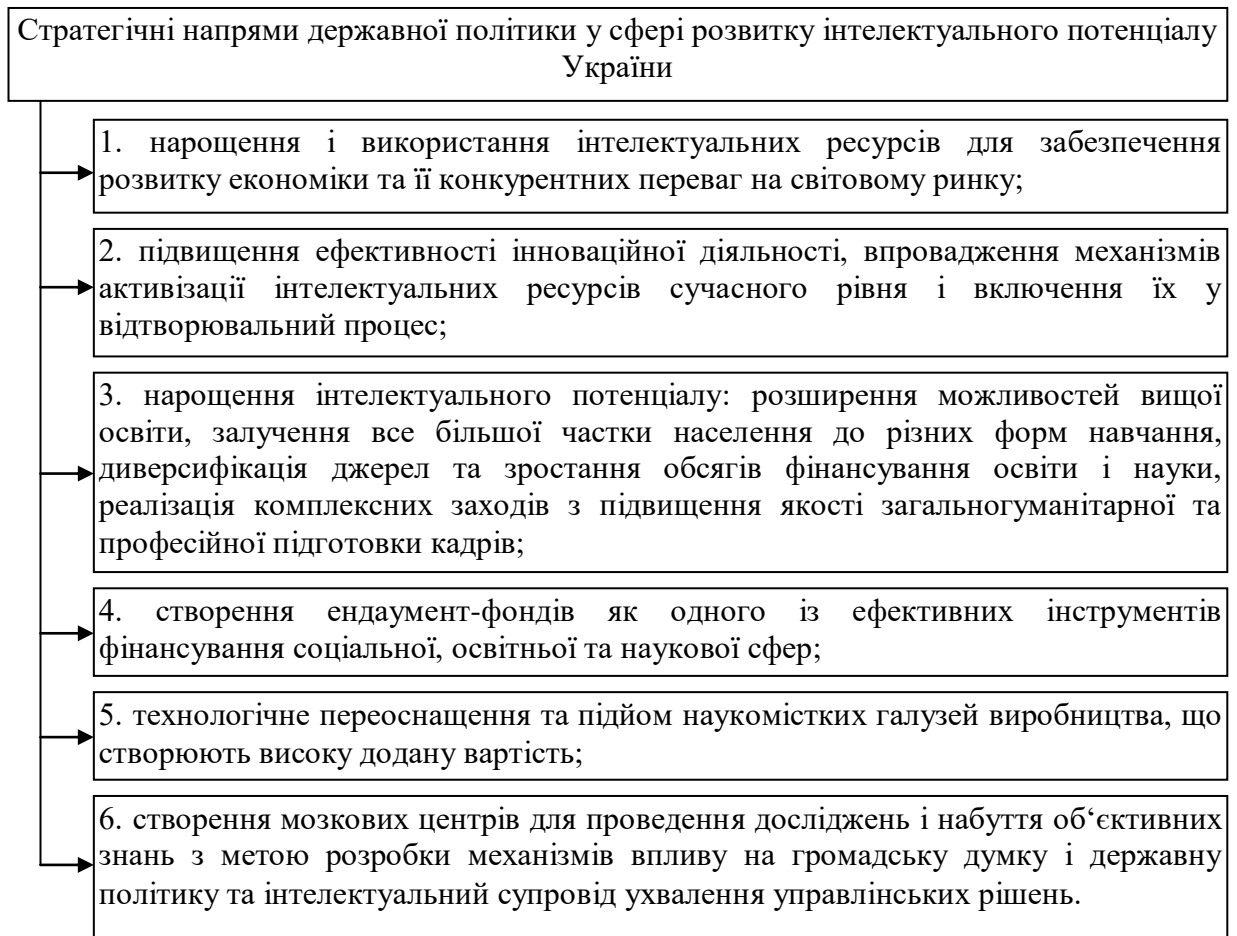 Стратегічні напрями державної політики у сфері розвитку інтелектуального потенціалу
України
1. нарощення і використання інтелектуальних ресурсів для забезпечення
розвитку економіки та її конкурентних переваг на світовому ринку;
2. підвищення ефективності інноваційної діяльності, впровадження механізмів
активізації інтелектуальних ресурсів сучасного рівня і включення їх у
відтворювальний процес;
3. нарощення інтелектуального потенціалу: розширення можливостей вищої
освіти, залучення все більшої частки населення до різних форм навчання,
диверсифікація джерел та зростання обсягів фінансування освіти і науки,
реалізація комплексних заходів з підвищення якості загальногуманітарної та
професійної підготовки кадрів;
4. створення ендаумент-фондів як одного із ефективних інструментів
фінансування соціальної, освітньої та наукової сфер;
5. технологічне переоснащення та підйом наукомістких галузей виробництва, що
створюють високу додану вартість;
6. створення мозкових центрів для проведення досліджень і набуття об‘єктивних
знань з метою розробки механізмів впливу на громадську думку і державну
політику та інтелектуальний супровід ухвалення управлінських рішень.